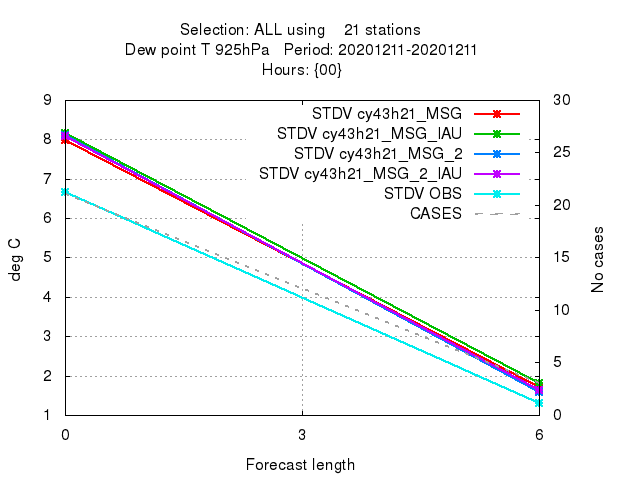 Selection: ALL using    21 stations
Dew point T 925hPa   Period: 20201211-20201211
Hours: {00}
STDV cy43h21_MSG
STDV cy43h21_MSG_IAU
STDV cy43h21_MSG_2
STDV cy43h21_MSG_2_IAU
STDV OBS
CASES
9
8
7
6
5
4
3
2
1
deg C
30
25
20
15
10
5
0
No cases
0
3
6
Forecast length